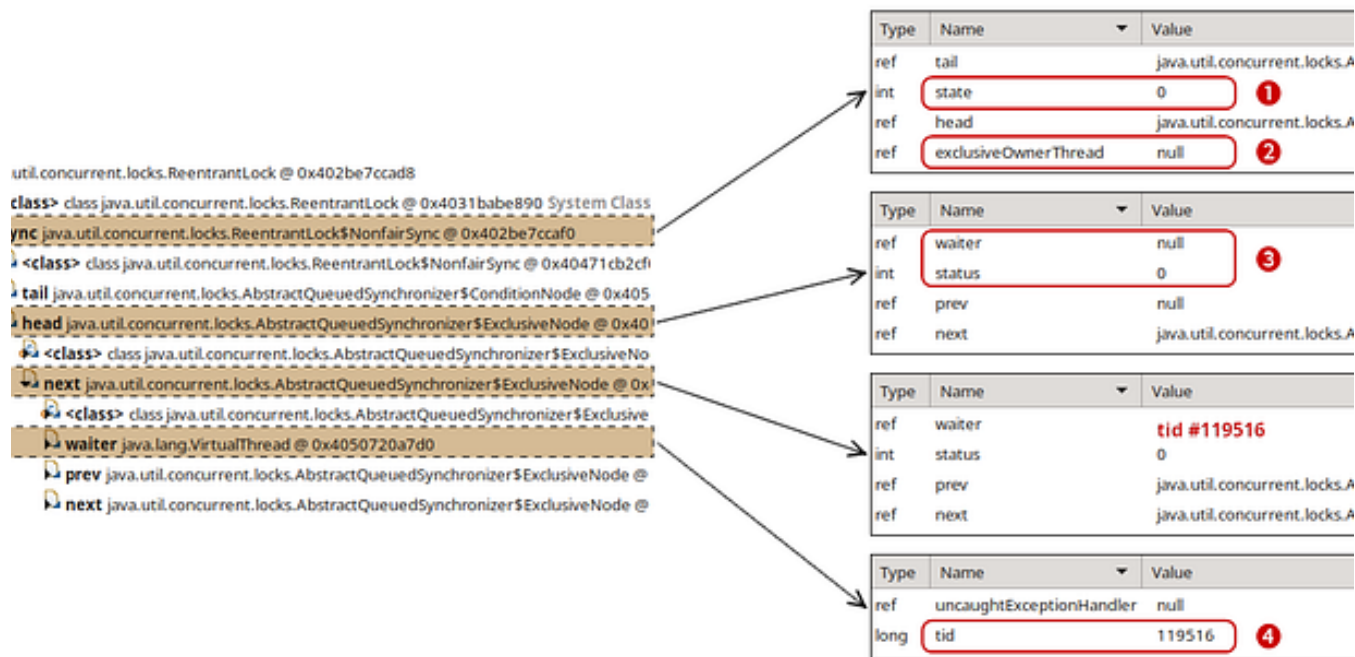 .util.concurrent.locks.ReentrantLock @ 0x402be7ccad8
class> class java.util.concurrent.locks.ReentrantLock @ 0x4031babe890 System Class
ync java.util.concurrent.locks.ReentrantLock$NonfairSync @ 0x402be7ccaf0
<class> class java.util.concurrent.locks.ReentrantLock$NonfairSync @ 0x40471cb2cf
tail java.util.concurrent.locks.AbstractQueuedSynchronizer$ConditionNode @ 0x405
head java.util.concurrent.locks.AbstractQueuedSynchronizer$ExclusiveNode @ 0x40
<class> class java.util.concurrent.locks.AbstractQueuedSynchronizer$ExclusiveNo
next java.util.concurrent.locks.AbstractQueuedSynchronizer$ExclusiveNode @ 0x
<class> class java.util.concurrent.locks.AbstractQueuedSynchronizer$Exclusive
waiter java.lang.VirtualThread @ 0x4050720a7d0
prev java.util.concurrent.locks.AbstractQueuedSynchronizer$ExclusiveNode @
next java.util.concurrent.locks.AbstractQueuedSynchronizer$ExclusiveNode @
Type Name Value
ref tail java.util.concurrent.locks.A
int state 0 1
ref head java.util.concurrent.locks.A
ref exclusiveOwnerThread null 2
Type Name Value
ref waiter null
int status 0 3
ref prev null
ref next java.util.concurrent.locks.A
Type Name Value
ref waiter tid #119516
int status 0
ref prev java.util.concurrent.locks.A
ref next java.util.concurrent.locks.A
Type Name Value
ref uncaughtExceptionHandler null
long tid 119516 4